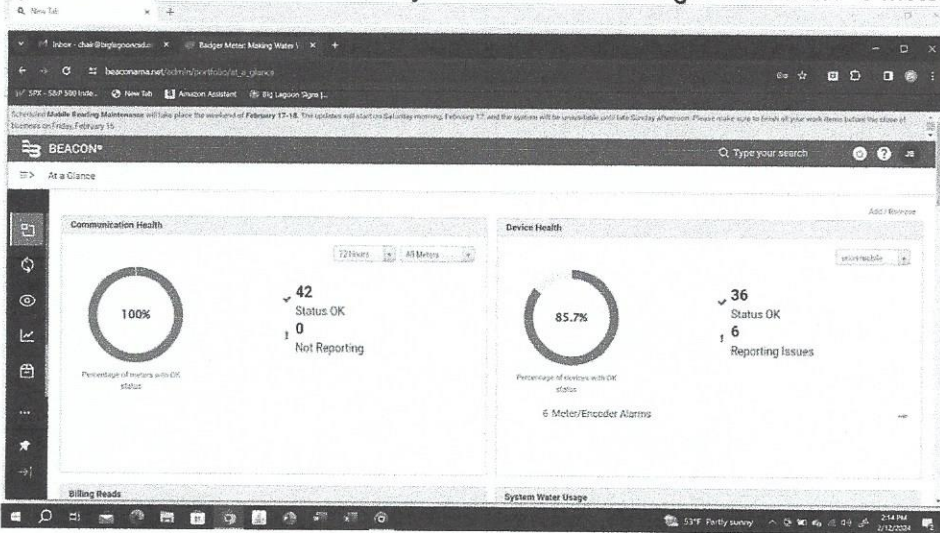 New Tab
Inbox - chair@biglagooncsd.o
Badger Meter: Making Water V
beaconama.net/admin/portfolio/at_a_glance
SPX - S&P 500 Inde...
New Tab
Amazon Assistant
Big Lagoon Signs |...
Scheduled Mobile Reading Maintenance will take place the weekend of February 17-18. The updates will start on Saturday morning, February 17, and the system will be unavailable until late Sunday afternoon. Please make sure to finish all your work items before the close of
business on Friday, February 16
BEACON®
Type your search
JB
At a Glance
Add / Remove
Communication Health
72 Hours
All Meters
100%
42
Status OK
0
Not Reporting
Percentage of meters with OK
status
Device Health
85.7%
36
Status OK
6
Reporting Issues
Percentage of devices with OK
status
6 Meter/Encoder Alarms
Billing Reads
System Water Usage
53°F Partly sunny
2:14 PM
2/12/2024